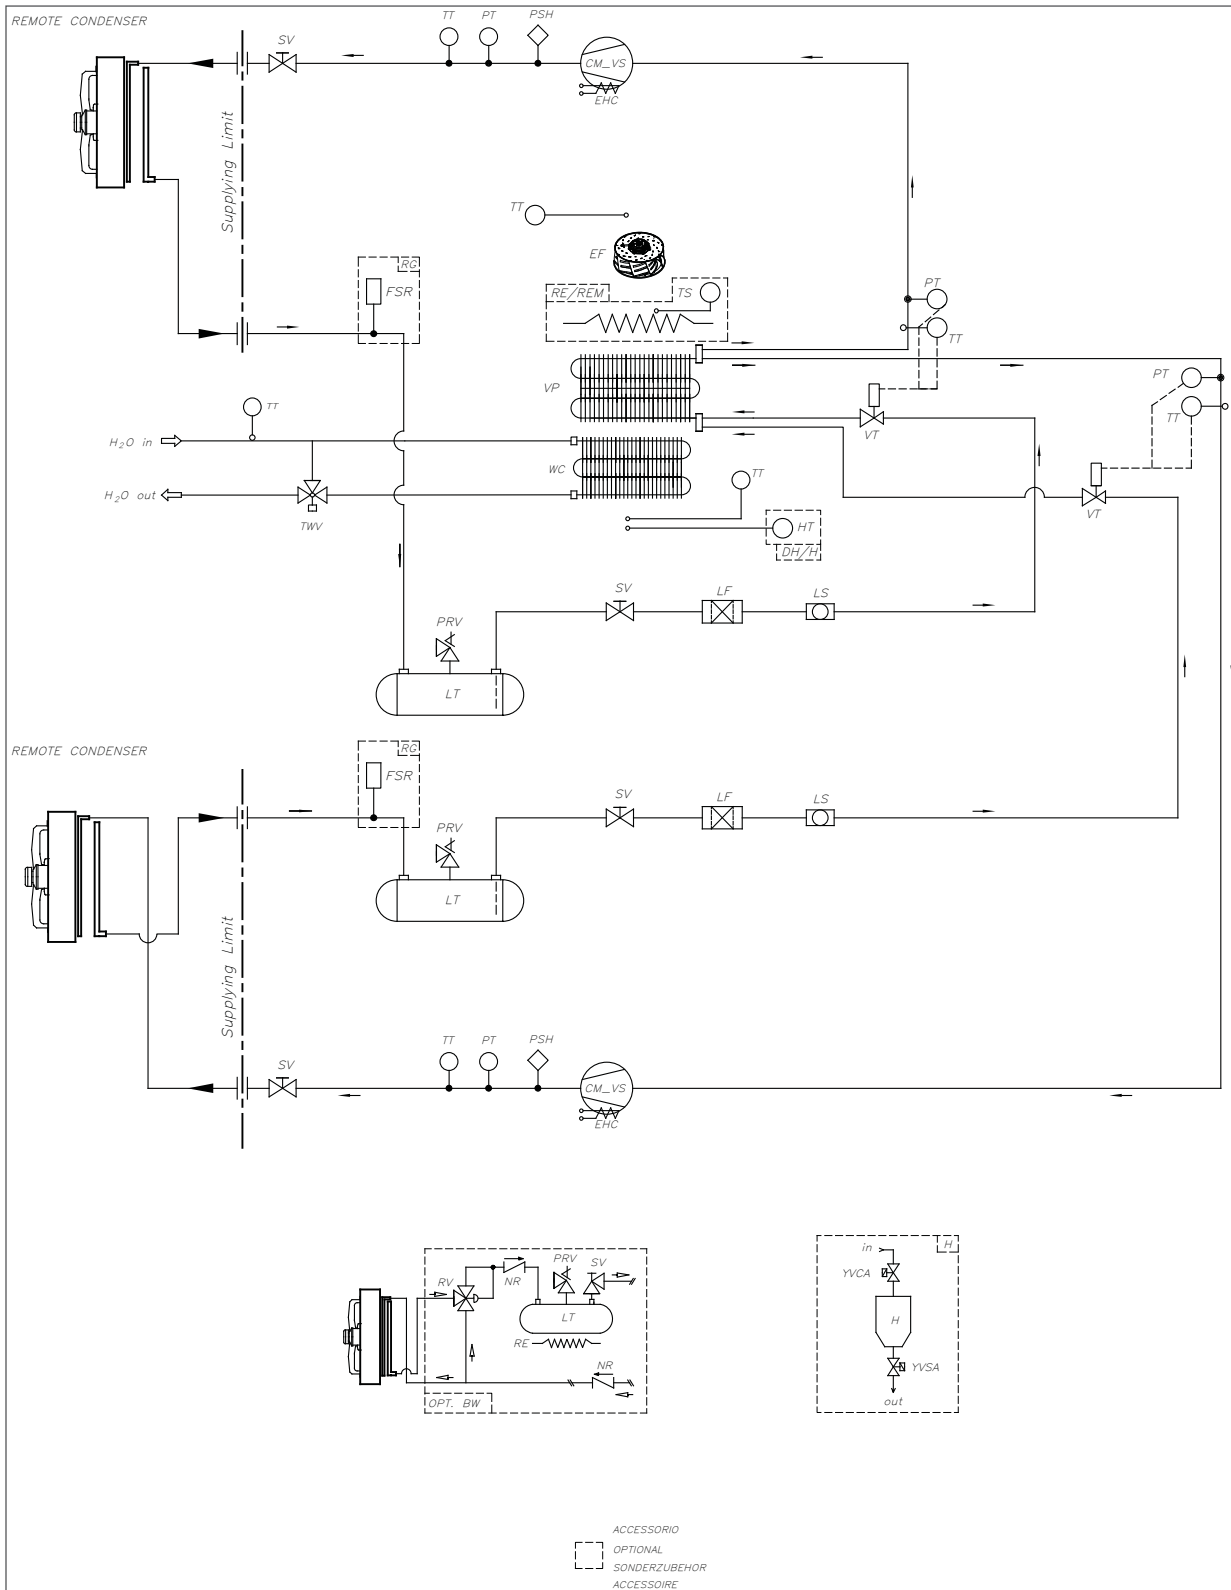 REMOTE CONDENSER
SV
TT
PT
PSH
CM_VS
EHC
Supplying Limit
TT
EF
RG
FSR
RE/REM
TS
PT
TT
VP
VT
PT
TT
TT
H₂O in
WC
H₂O out
TWV
TT
VT
HT
DH/H
SV
LF
LS
PRV
LT
REMOTE CONDENSER
RG
FSR
SV
LF
LS
PRV
LT
Supplying Limit
SV
TT
PT
PSH
CM_VS
EHC
RV
NR
PRV
SV
LT
RE
NR
OPT. BW
in
H
YVCA
H
YVSA
out
ACCESSORIO
OPTIONAL
SONDERZUBEHOR
ACCESSOIRE